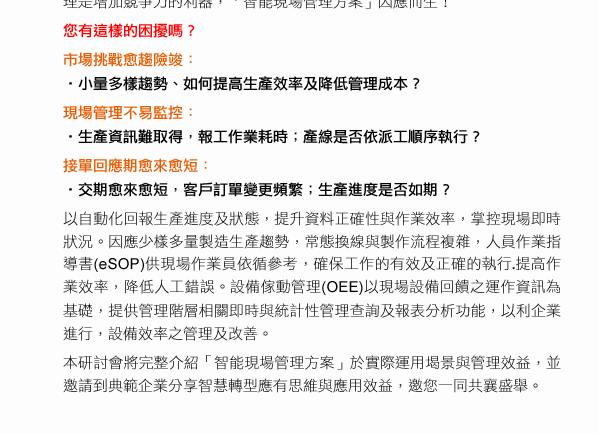 理是增加競爭力的利器，「智能現場管理方案」因應而生！
您有這樣的困擾嗎？
市場挑戰愈趨險竣：
・小量多樣趨勢、如何提高生產效率及降低管理成本？
現場管理不易監控：
・生產資訊難取得，報工作業耗時；產線是否依派工順序執行？
接單回應期愈來愈短：
・交期愈來愈短，客戶訂單變更頻繁；生產進度是否如期？
以自動化回報生產進度及狀態，提升資料正確性與作業效率，掌控現場即時
狀況。因應少樣多量製造生產趨勢，常態換線與製作流程複雜，人員作業指
導書(eSOP)供現場作業員依循參考，確保工作的有效及正確的執行.提高作
業效率，降低人工錯誤。設備傢動管理(OEE)以現場設備回饋之運作資訊為
基礎，提供管理階層相關即時與統計性管理查詢及報表分析功能，以利企業
進行，設備效率之管理及改善。
本研討會將完整介紹「智能現場管理方案」於實際運用場景與管理效益，並
邀請到典範企業分享智慧轉型應有思維與應用效益，邀您一同共襄盛舉。